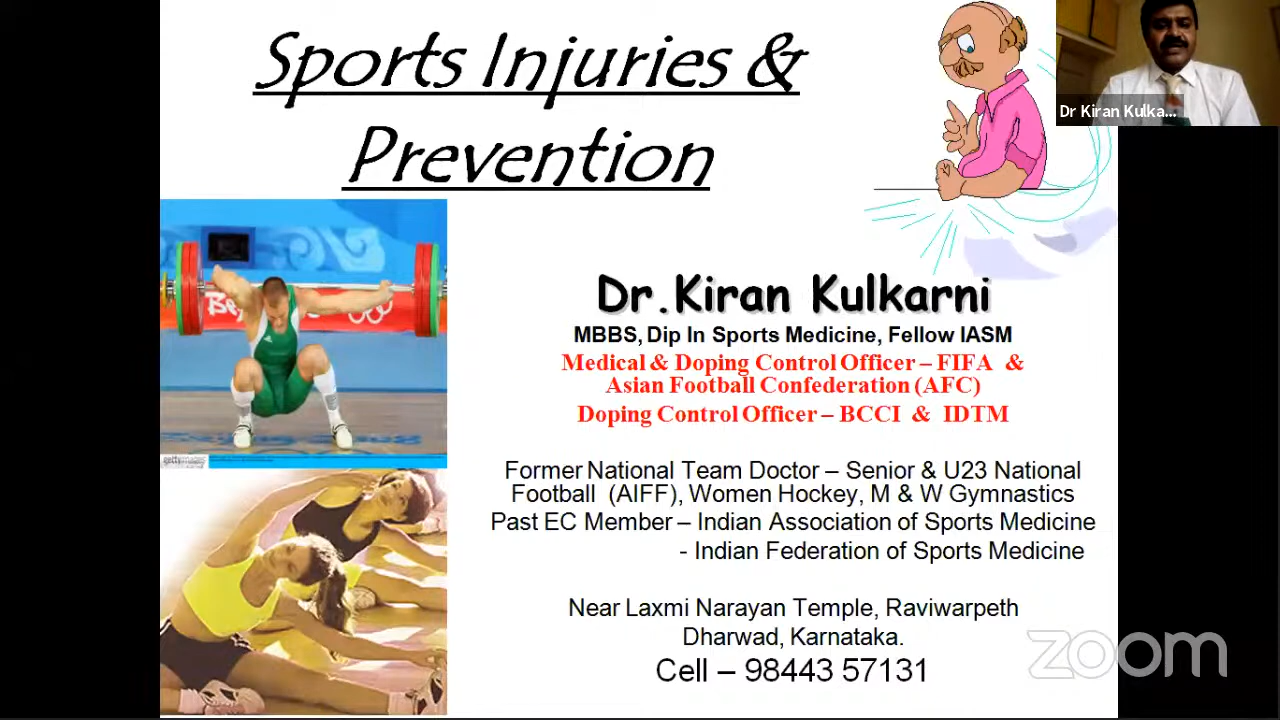 Sports Injuries &
Prevention
Dr Kiran Kulka...
Dr.Kiran Kulkarni
MBBS, Dip In Sports Medicine, Fellow IASM
Medical & Doping Control Officer – FIFA &
Asian Football Confederation (AFC)
Doping Control Officer – BCCI & IDTM
Former National Team Doctor – Senior & U23 National
Football (AIFF), Women Hockey, M & W Gymnastics
Past EC Member – Indian Association of Sports Medicine
- Indian Federation of Sports Medicine
Near Laxmi Narayan Temple, Raviwarpeth
Dharwad, Karnataka.
Cell – 98443 57131
zoom